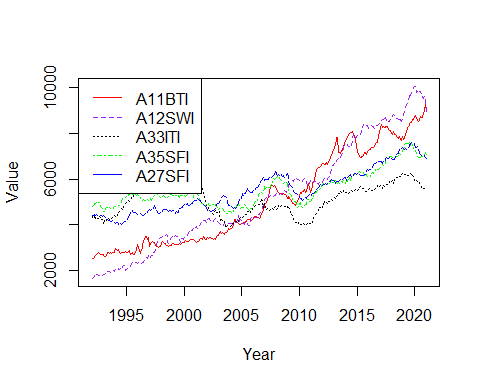 A11BTI
A12SWI
A33ITI
A35SFI
A27SFI
2000
6000
10000
Value
1995
2000
2005
2010
2015
2020
Year